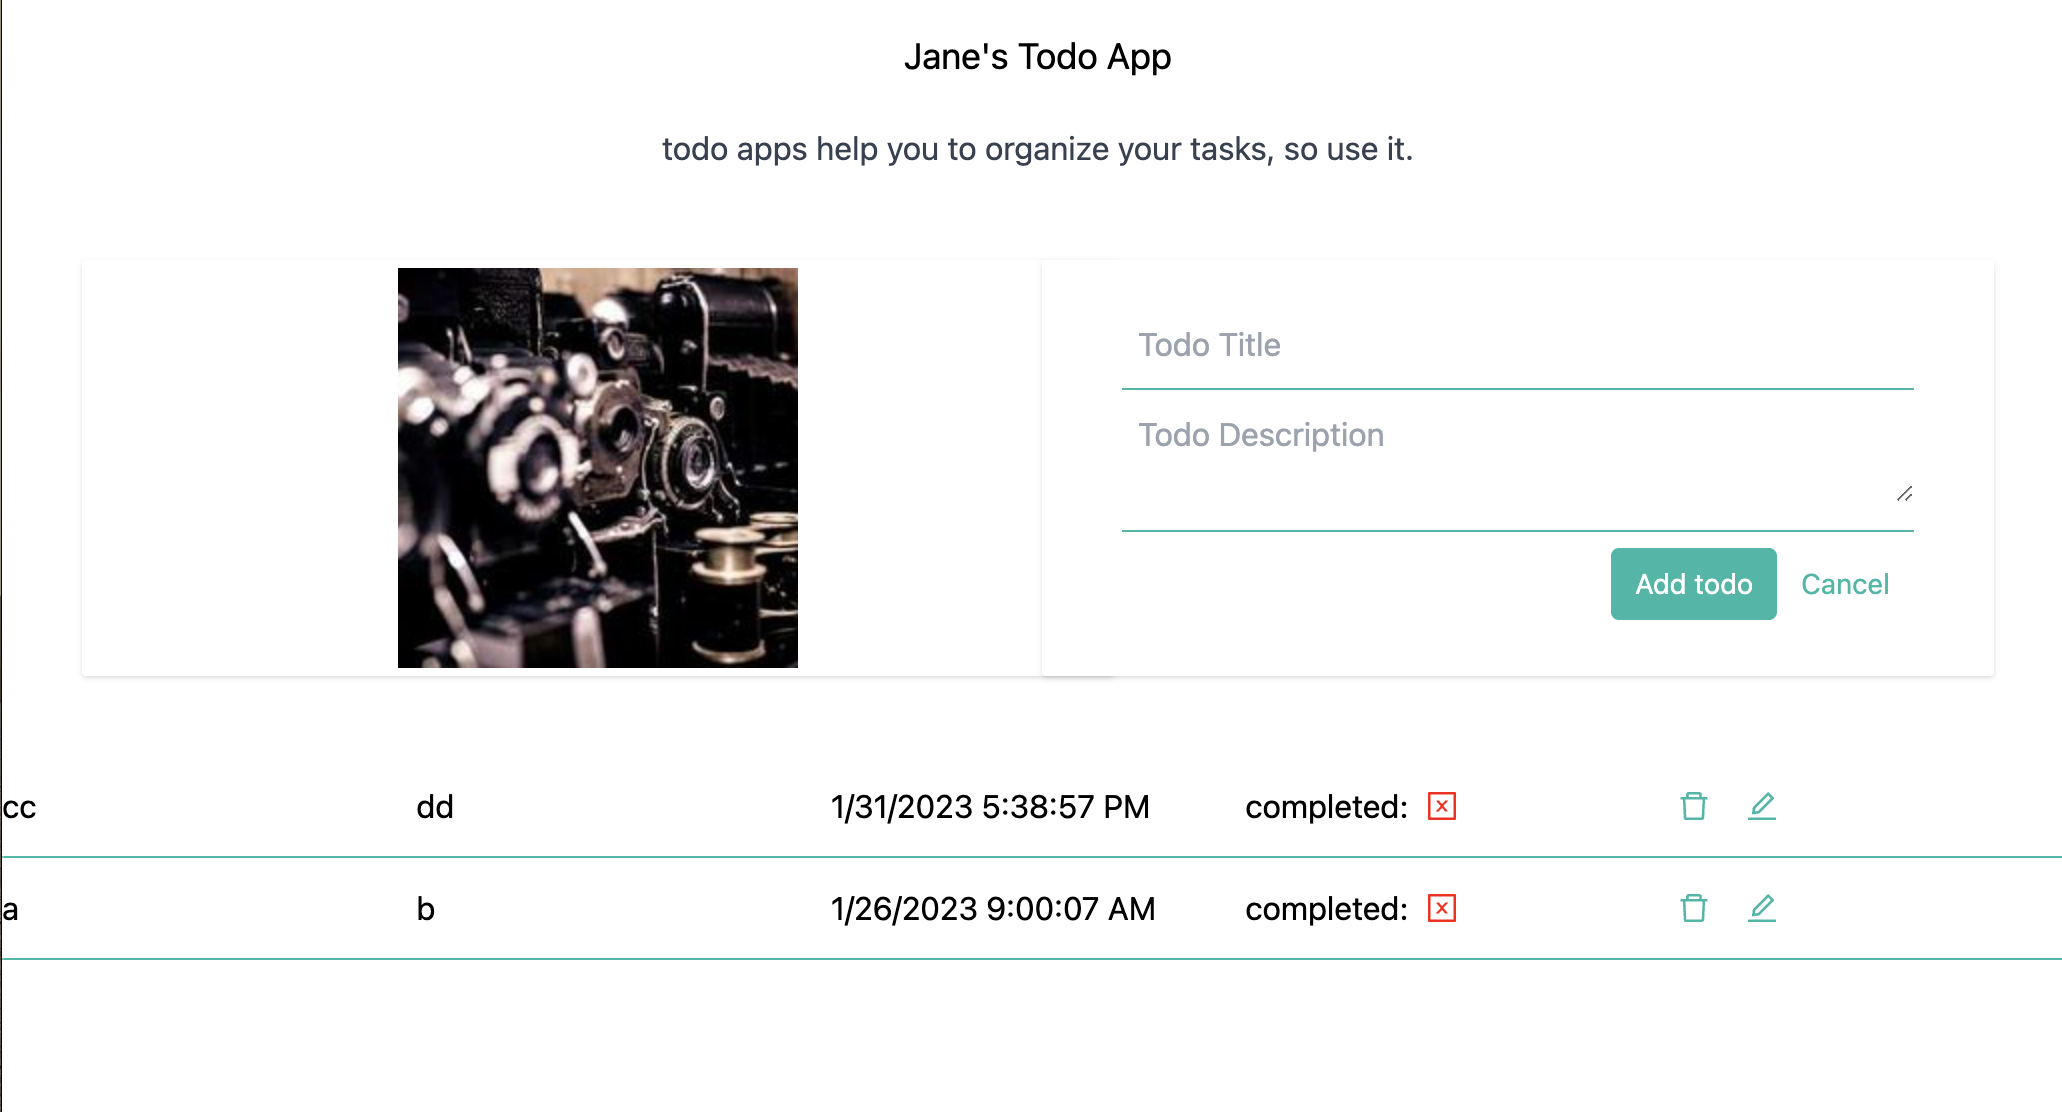 Jane's Todo App
todo apps help you to organize your tasks, so use it.
Todo Title
Todo Description
Add todo Cancel
cc dd 1/31/2023 5:38:57 PM completed:
a b 1/26/2023 9:00:07 AM completed: